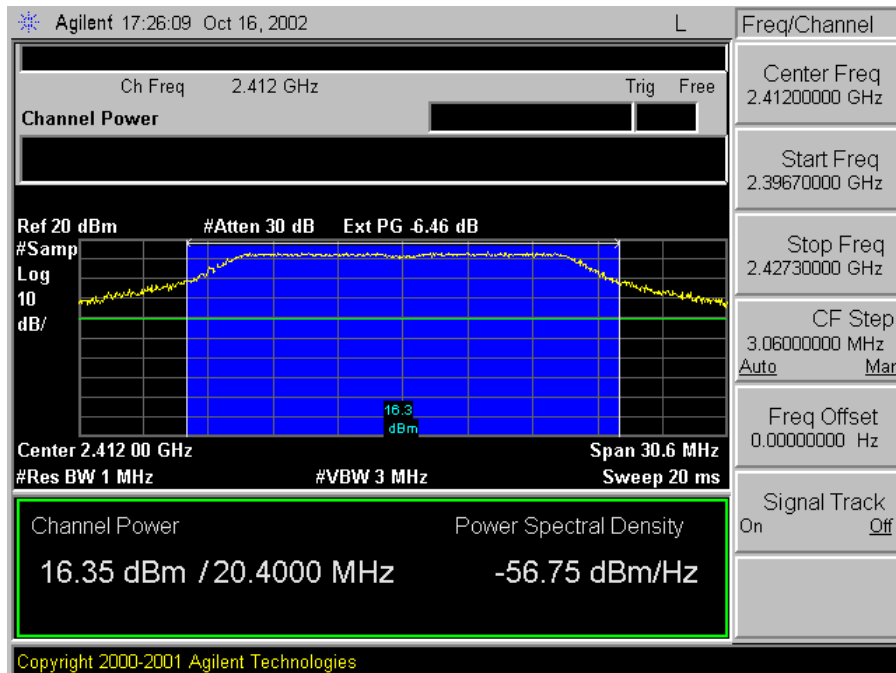 Agilent 17:26:09 Oct 16, 2002 L
Freq/Channel
Ch Freq 2.412 GHz Trig Free
Channel Power
Center Freq
2.41200000 GHz
Start Freq
2.39670000 GHz
Stop Freq
2.42730000 GHz
CF Step
3.06000000 MHz
Auto Mar
Freq Offset
0.00000000 Hz
Signal Track
On Off
Ref 20 dBm #Atten 30 dB Ext PG -6.46 dB
#Samp
Log
10
dB/
16.3
dBm
Center 2.412 00 GHz Span 30.6 MHz
#Res BW 1 MHz #VBW 3 MHz Sweep 20 ms
Channel Power Power Spectral Density
16.35 dBm / 20.4000 MHz -56.75 dBm/Hz
Copyright 2000-2001 Agilent Technologies